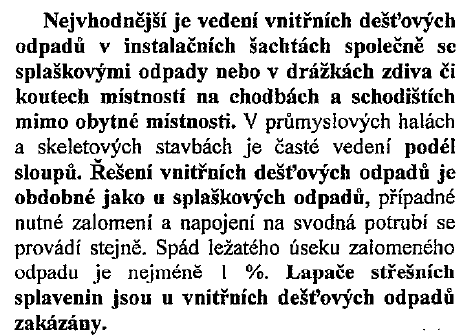 Nejvhodnější je vedení vnitřních dešťových
odpadů v instalačních šachtách společně se
splaškovými odpady nebo v drážkách zdiva či
koutech místností na chodbách a schodištích
mimo obytné místnosti. V průmyslových halách
a skeletových stavbách je časté vedení podél
sloupů. Řešení vnitřních dešťových odpadů je
obdobné jako u splaškových odpadů, případné
nutné zalomení a napojení na svodná potrubí se
provádí stejně. Spád ležatého úseku zalomeného
odpadu je nejméně 1 %. Lapače střešních
splavenin jsou u vnitřních dešťových odpadů
zakázány.